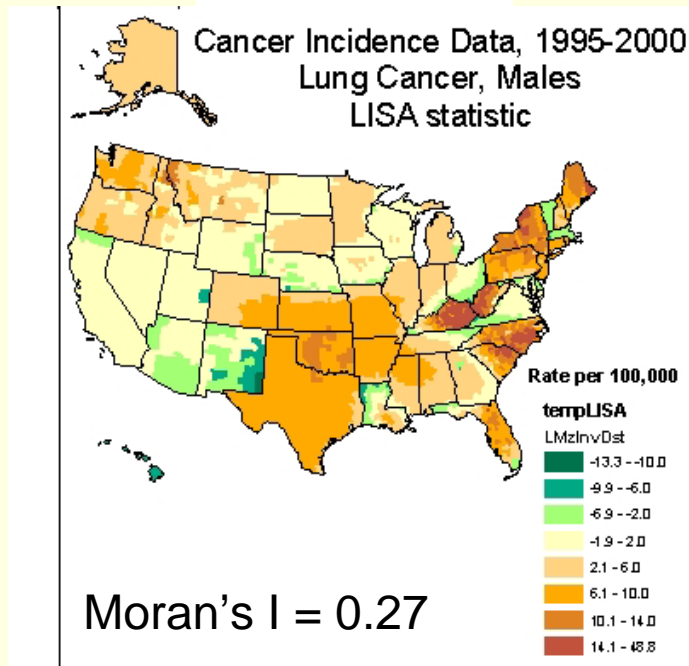 Cancer Incidence Data, 1995-2000
Lung Cancer, Males
LISA statistic
Rate per 100,000
tempLISA
LMzInvDst
-13.3 - -10.0
-9.9 - -6.0
-6.9 - -2.0
-1.9 - 2.0
2.1 - 6.0
6.1 - 10.0
10.1 - 14.0
14.1 - 48.8
Moran's I = 0.27